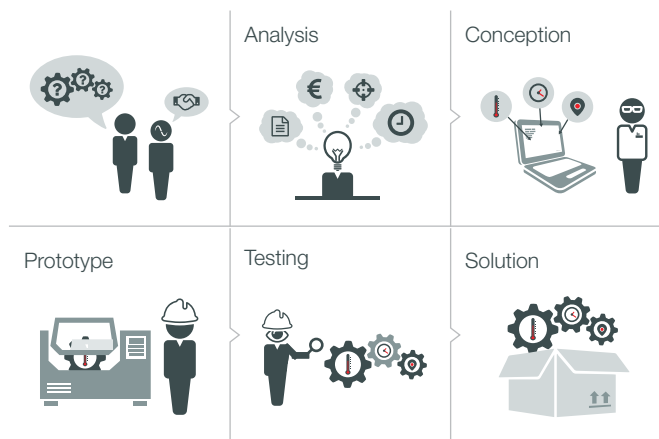 ? ? ?
Analysis
€
Conception
Prototype
Testing
Solution